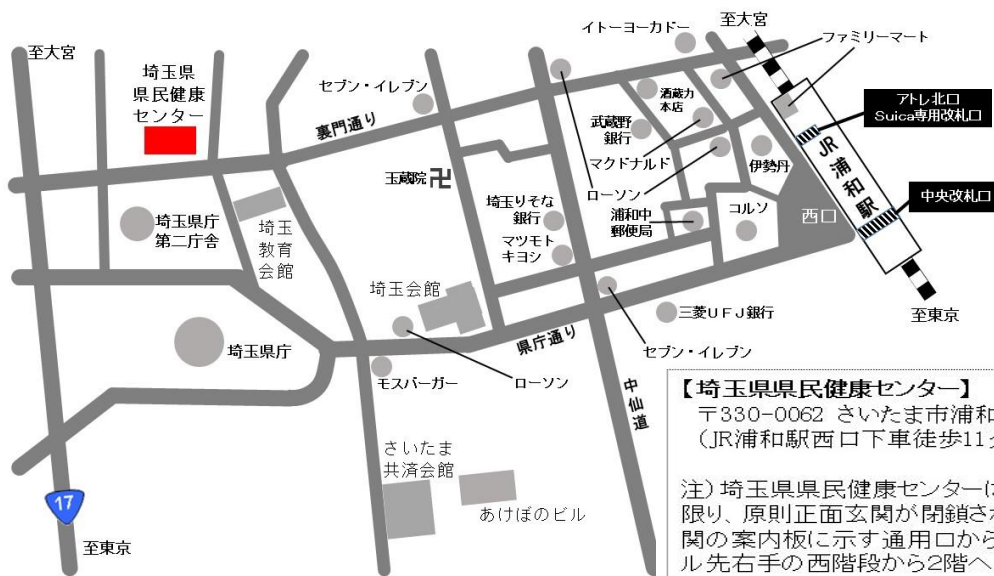 至大宮
埼玉県
県民健康
センター
セブン・イレブン
裏門通り
イトーヨーカドー
至大宮
ファミリーマート
酒蔵力
本店
武蔵野
銀行
マクドナルド
ローソン
伊勢丹
アトレ北口
Suica専用改札口
JR浦和駅
中央改札口
西口
コルソ
浦和中
郵便局
玉蔵院
卍
埼玉りそな
銀行
マツモト
キヨシ
埼玉県庁
第二庁舎
埼玉
教育
会館
埼玉会館
埼玉県庁
県庁通り
三菱UFJ銀行
至東京
セブン・イレブン
モスバーガー
ローソン
中仙道
さいたま
共済会館
あけぼのビル
17
至東京
【埼玉県県民健康センター】
〒330-0062 さいたま市浦和
(JR浦和駅西口下車徒歩11
注)埼玉県県民健康センター
限り、原則正面玄関が閉鎖さ
関の案内板に示す通用口から
ル先右手の西階段から2階へ